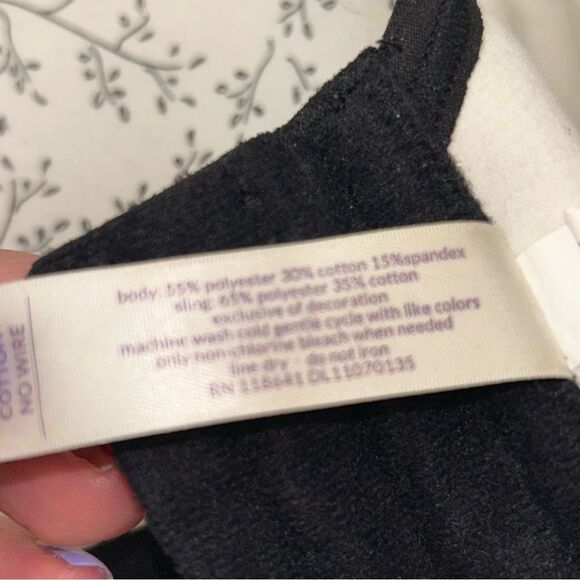 COTTON+
NO WIRE
body: 55% polyester 30% cotton 15%spandex
sling: 65% polyester 35% cotton
exclusive of decoration
machine wash cold gentle cycle with like colors
only non-chlorine bleach when needed
line dry - do not iron
RN 116641 DL11070135